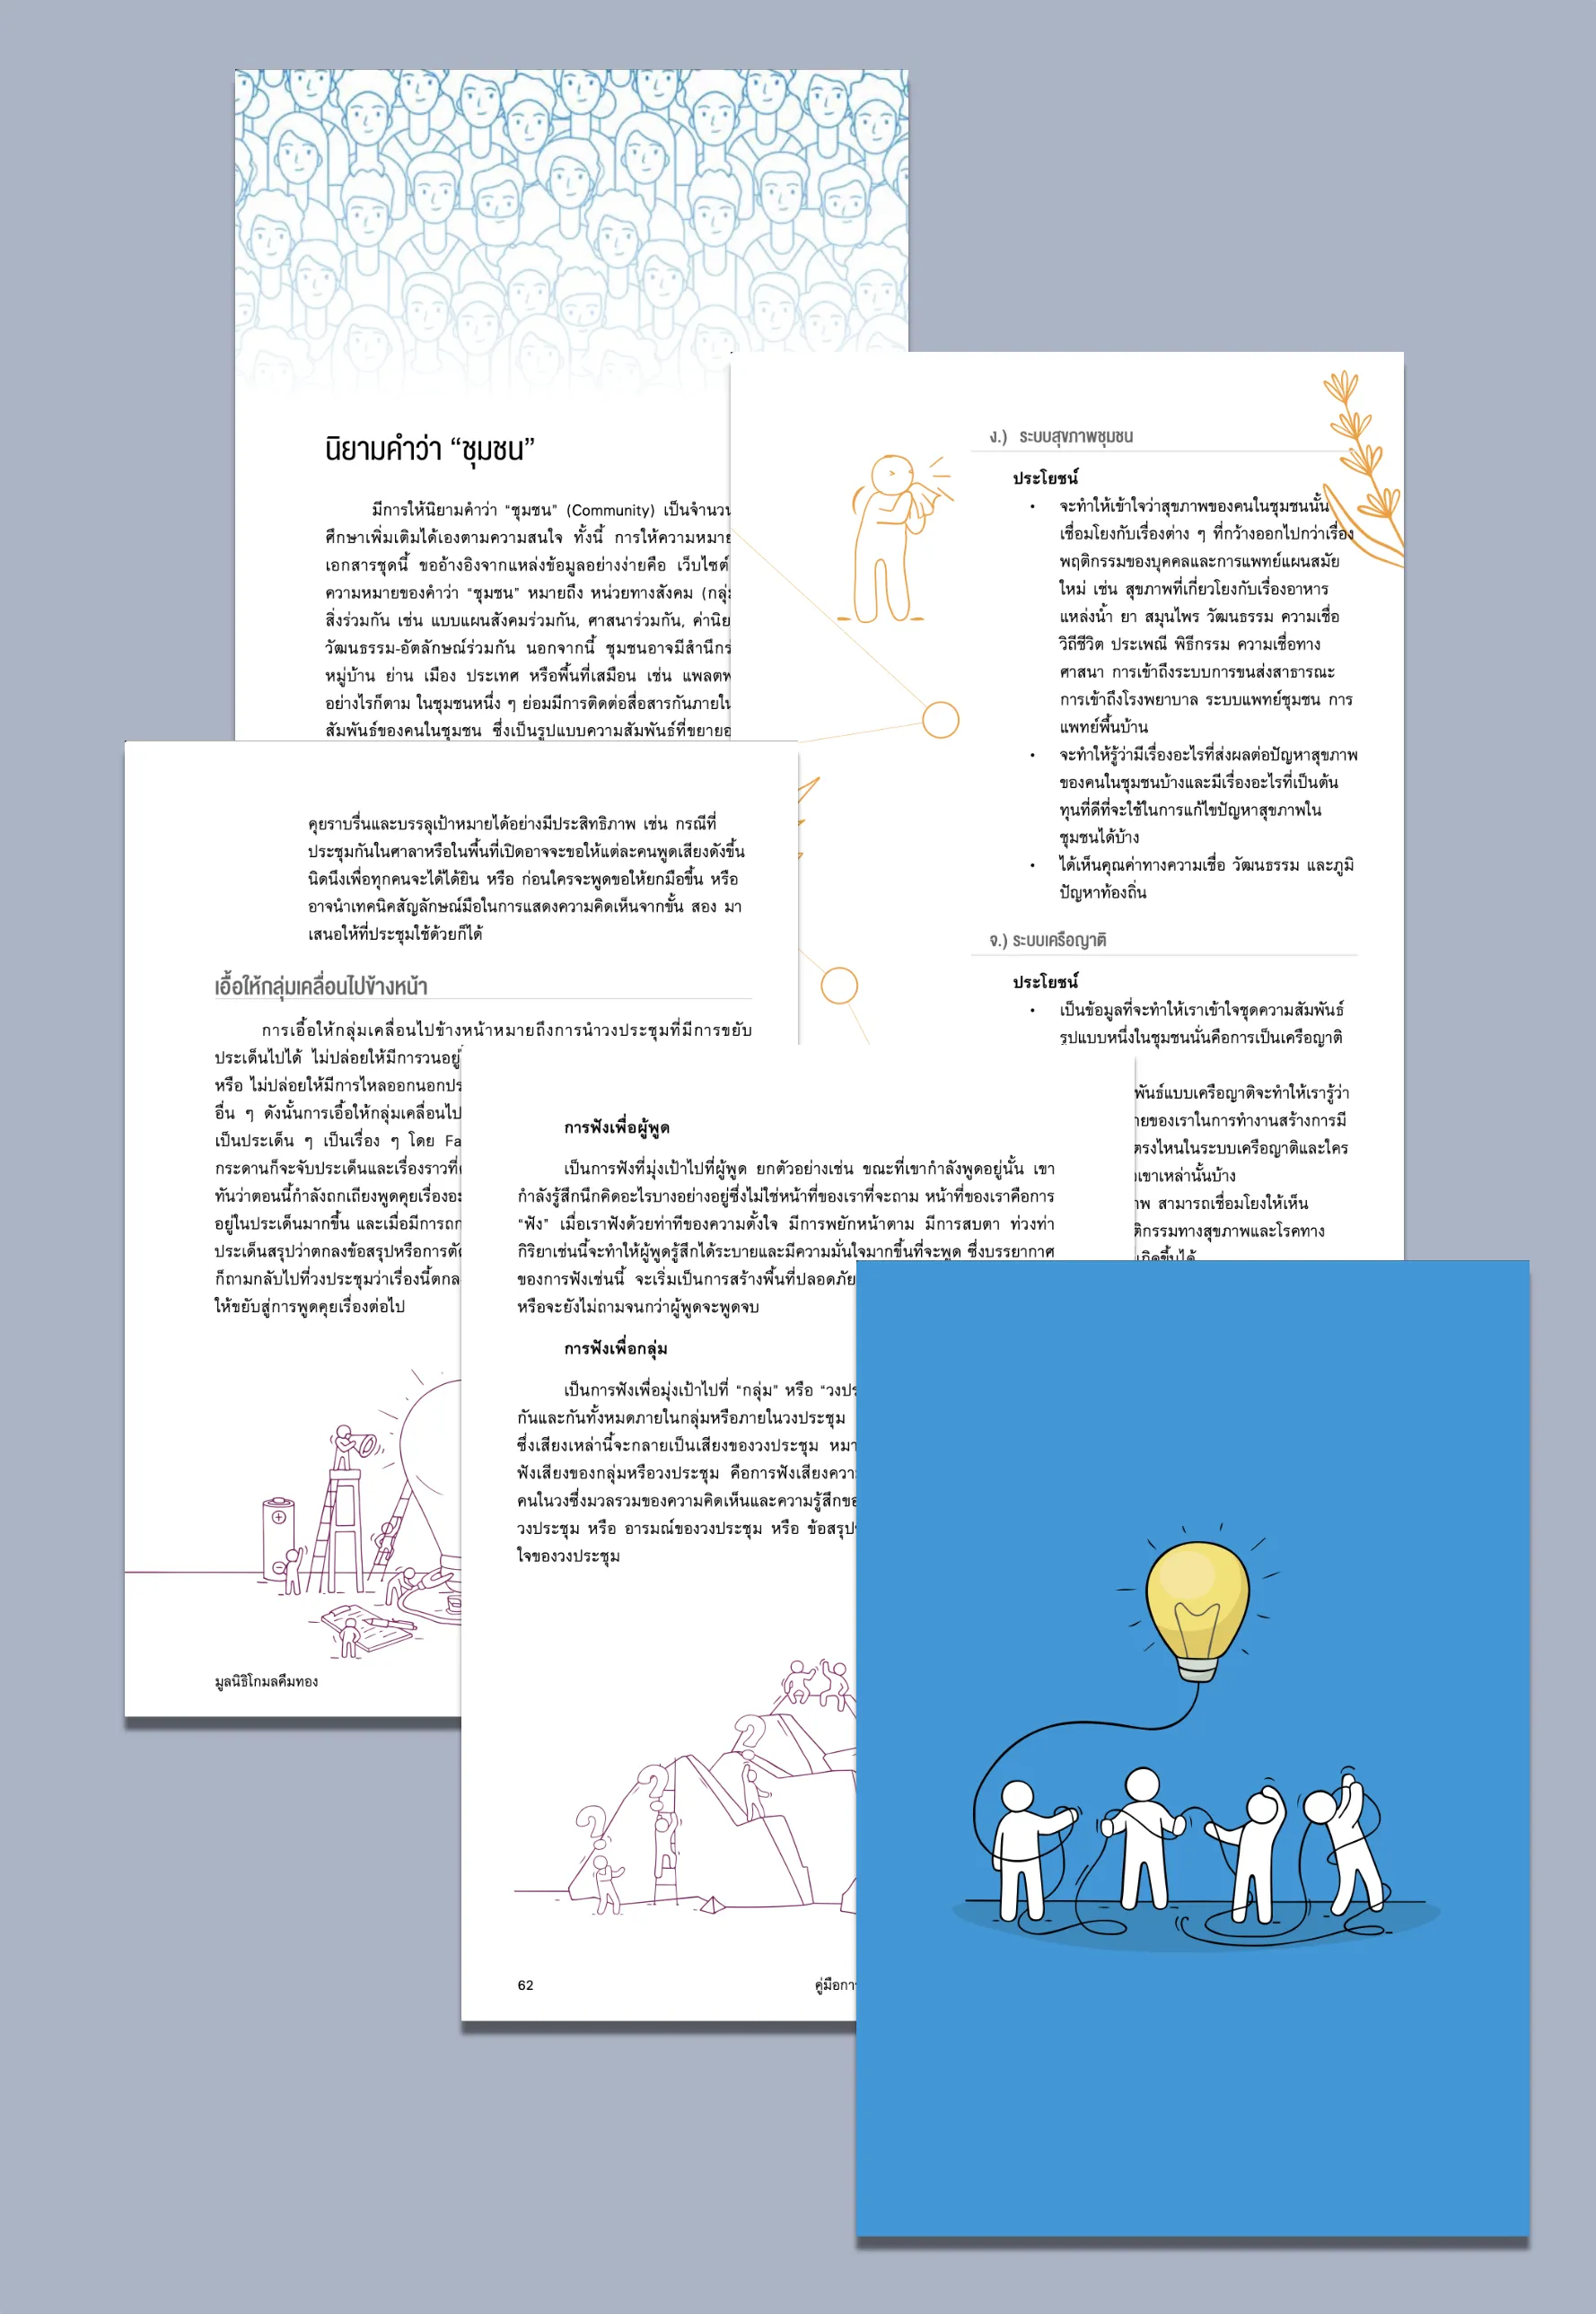 นิยามคำว่า “ชุมชน”
มีการให้นิยามคำว่า “ชุมชน” (Community) เป็นจำนวน
ศึกษาเพิ่มเติมได้เองตามความสนใจ ทั้งนี้ การให้ความหมาย
เอกสารชุดนี้ ขออ้างอิงจากแหล่งข้อมูลอย่างง่ายคือ เว็บไซต์
ความหมายของคำว่า “ชุมชน” หมายถึง หน่วยทางสังคม
สิ่งร่วมกัน เช่น แบบแผนสังคมร่วมกัน, ศาสนาร่วมกัน,
วัฒนธรรม-อัตลักษณ์ร่วมกัน นอกจากนี้ ชุมชนอาจมีสำนึก
หมู่บ้าน ย่าน เมือง ประเทศ หรือพื้นที่เสมือน เช่น
อย่างไรก็ตาม ในชุมชนหนึ่ง ๆ ย่อมมีการติดต่อสื่อสารกันภายใน
สัมพันธ์ของคนในชุมชน ซึ่งเป็นรูปแบบความสัมพันธ์ที่
ง.) ระบบสุขภาพชุมชน
ประโยชน์
• จะทำให้เข้าใจว่าสุขภาพของคนในชุมชนนั้น
เชื่อมโยงกับเรื่องต่าง ๆ ที่กว้างออกไปกว่าเรื่อง
พฤติกรรมของบุคคลและการแพทย์แผนสมัย
ใหม่ เช่น สุขภาพที่เกี่ยวโยงกับเรื่องอาหาร
แหล่งน้ำ ยา สมุนไพร วัฒนธรรม ความเชื่อ
วิถีชีวิต ประเพณี พิธีกรรม ความเชื่อทาง
ศาสนา การเข้าถึงระบบการขนส่งสาธารณะ
การเข้าถึงโรงพยาบาล ระบบแพทย์ชุมชน การ
แพทย์พื้นบ้าน
• จะทำให้รู้ว่ามีเรื่องอะไรที่ส่งผลต่อปัญหาสุขภาพ
ของคนในชุมชนบ้างและมีเรื่องอะไรที่เป็นต้น
ทุนที่ดีที่จะใช้ในการแก้ไขปัญหาสุขภาพใน
ชุมชนได้บ้าง
• ได้เห็นคุณค่าทางความเชื่อ วัฒนธรรม และภูมิ
ปัญหาท้องถิ่น
จ.) ระบบเครือญาติ
ประโยชน์
• เป็นข้อมูลที่จะทำให้เราเข้าใจชุดความสัมพันธ์
รูปแบบหนึ่งในชุมชนนั่นคือการเป็นเครือญาติ
พันธ์แบบเครือญาติจะทำให้เรารู้ว่า
ายของเราในการทำงานสร้างการมี
ตรงไหนในระบบเครือญาติและใคร
เขาเหล่านั้นบ้าง
สามารถเชื่อมโยงให้เห็น
ติกรรมทางสุขภาพและโรคทาง
เกิดขึ้นได้
คุยราบรื่นและบรรลุเป้าหมายได้อย่างมีประสิทธิภาพ เช่น กรณีที่
ประชุมกันในศาลาหรือในพื้นที่เปิดอาจจะขอให้แต่ละคนพูดเสียงดังขึ้น
นิดนึงเพื่อทุกคนจะได้ได้ยิน หรือ ก่อนใครจะพูดขอให้ยกมือขึ้น หรือ
อาจนำเทคนิคสัญลักษณ์มือในการแสดงความคิดเห็นจากขั้น สอง มา
เสนอให้ที่ประชุมใช้ด้วยก็ได้
เอื้อให้กลุ่มเคลื่อนไปข้างหน้า
การเอื้อให้กลุ่มเคลื่อนไปข้างหน้าหมายถึงการนำวงประชุมที่มีการขยับ
ประเด็นไปได้ ไม่ปล่อยให้มีการวนอยู่
หรือ ไม่ปล่อยให้มีการไหลออกนอก
อื่น ๆ ดังนั้นการเอื้อให้กลุ่มเคลื่อนไป
เป็นประเด็น ๆ เป็นเรื่อง ๆ โดย Fa
กระดานก็จะจับประเด็นและเรื่องราวที่
ทันว่าตอนนี้กำลังถกเถียงพูดคุยเรื่อง
อยู่ในประเด็นมากขึ้น และเมื่อมีการ
ประเด็นสรุปว่าตกลงข้อสรุปหรือการ
ก็ถามกลับไปที่วงประชุมว่าเรื่องนี้ตกล
ให้ขยับสู่การพูดคุยเรื่องต่อไป
มูลนิธิโกมลคีมทอง
การฟังเพื่อผู้พูด
เป็นการฟังที่มุ่งเป้าไปที่ผู้พูด ยกตัวอย่างเช่น ขณะที่เขากำลังพูดอยู่นั้น เขา
กำลังรู้สึกนึกคิดอะไรบางอย่างอยู่ซึ่งไม่ใช่หน้าที่ของเราที่จะถาม หน้าที่ของเราคือการ
“ฟัง” เมื่อเราฟังด้วยท่าทีของความตั้งใจ มีการพยักหน้าตาม มีการสบตา ท่วงท่า
กิริยาเช่นนี้จะทำให้ผู้พูดรู้สึกได้ระบายและมีความมั่นใจมากขึ้นที่จะพูด ซึ่งบรรยากาศ
ของการฟังเช่นนี้ จะเริ่มเป็นการสร้างพื้นที่ปลอดภัย
หรือจะยังไม่ถามจนกว่าผู้พูดจะพูดจบ
การฟังเพื่อกลุ่ม
เป็นการฟังเพื่อมุ่งเป้าไปที่ “กลุ่ม” หรือ “วงประ
กันและกันทั้งหมดภายในกลุ่มหรือภายในวงประชุม
ซึ่งเสียงเหล่านี้จะกลายเป็นเสียงของวงประชุม หมา
ฟังเสียงของกลุ่มหรือวงประชุม คือการฟังเสียงควา
คนในวงซึ่งมวลรวมของความคิดเห็นและความรู้สึกขอ
วงประชุม หรือ อารมณ์ของวงประชุม หรือ ข้อสรุป
ใจของวงประชุม
62
คู่มือการ